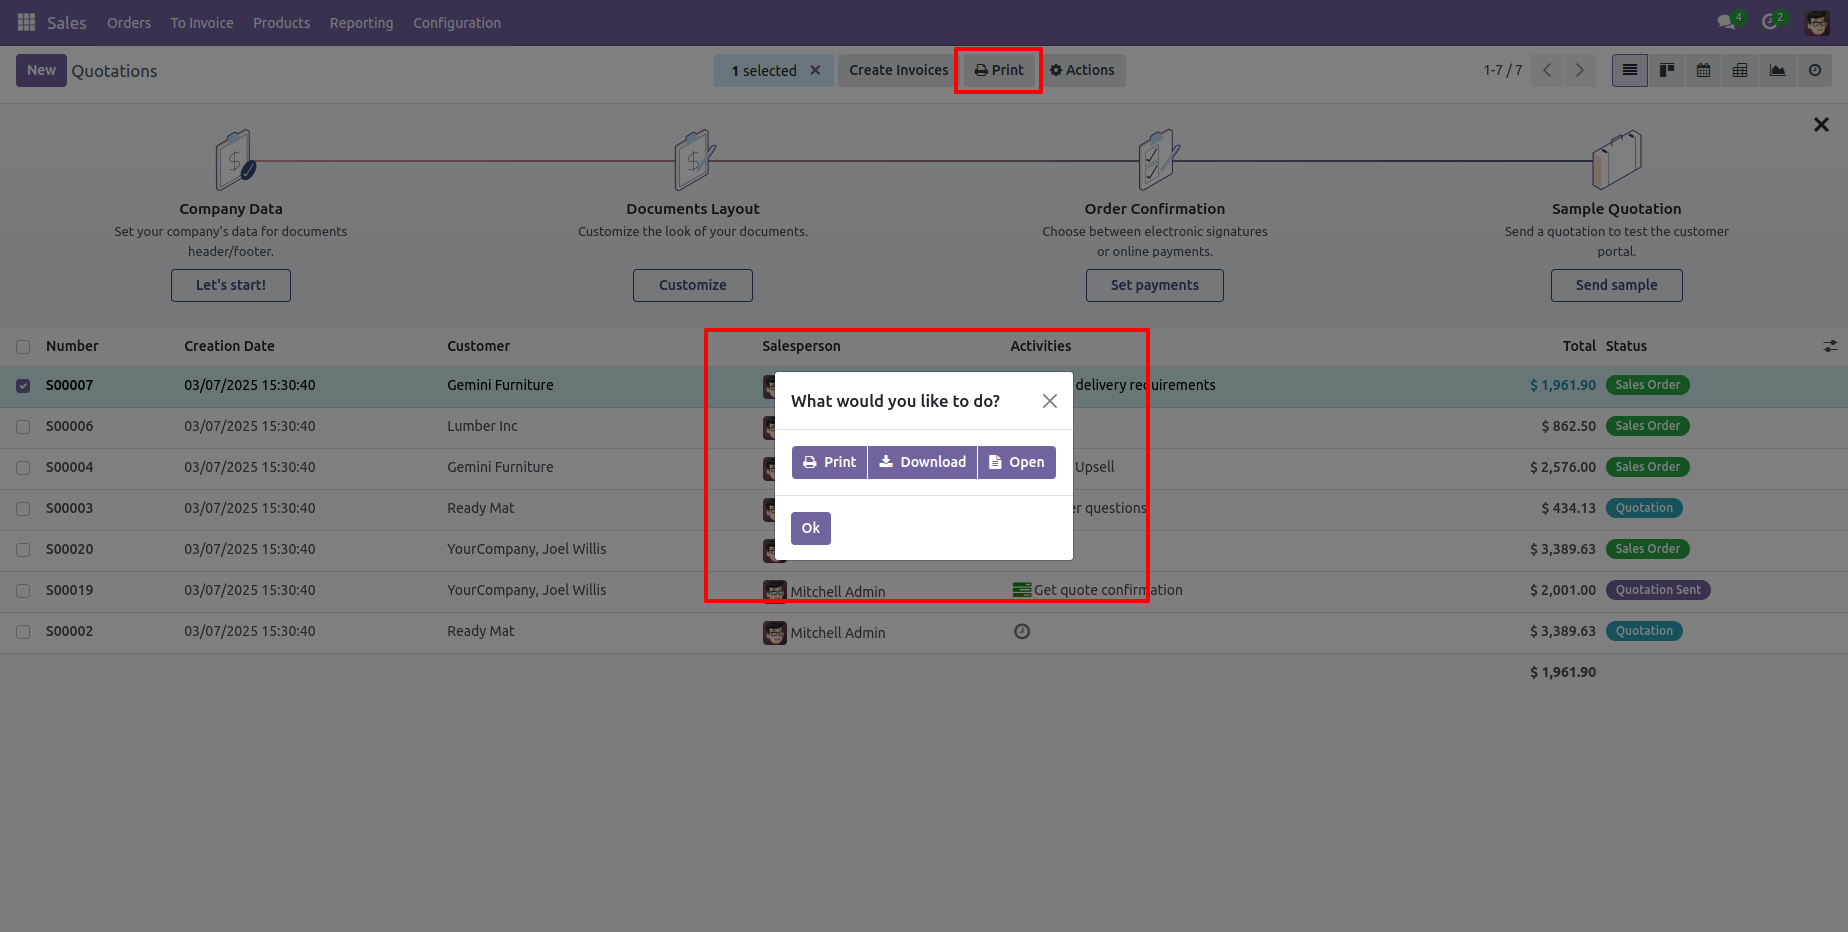 Sales Orders To Invoice Products Reporting Configuration 4 2
New Quotations 1 selected Create Invoices Print Actions 1-7 / 7
Company Data Documents Layout Order Confirmation Sample Quotation
Set your company's data for documents Customize the look of your documents. Choose between electronic signatures Send a quotation to test the customer
header/footer. or online payments. portal.
Let's start! Customize Set payments Send sample
Number Creation Date Customer Salesperson Activities Total Status
S00007 03/07/2025 15:30:40 Gemini Furniture delivery requirements $ 1,961.90 Sales Order
What would you like to do?
S00006 03/07/2025 15:30:40 Lumber Inc $ 862.50 Sales Order
S00004 03/07/2025 15:30:40 Gemini Furniture Print Download Open Upsell $ 2,576.00 Sales Order
S00003 03/07/2025 15:30:40 Ready Mat questions $ 434.13 Quotation
Ok
S00020 03/07/2025 15:30:40 YourCompany, Joel Willis $ 3,389.63 Sales Order
S00019 03/07/2025 15:30:40 YourCompany, Joel Willis Mitchell Admin Get quote confirmation $ 2,001.00 Quotation Sent
S00002 03/07/2025 15:30:40 Ready Mat Mitchell Admin $ 3,389.63 Quotation
$ 1,961.90